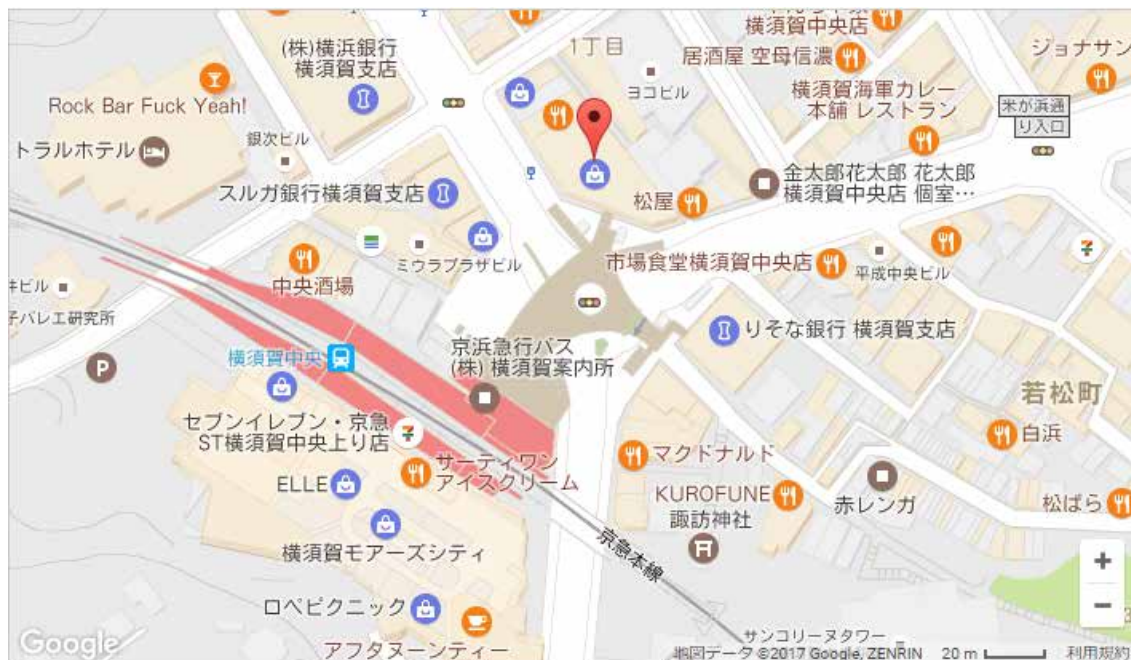 横須賀中央店
(株)横浜銀行
横須賀支店
1丁目
居酒屋 空母信濃
ジョナサン
Rock Bar Fuck Yeah!
ヨコビル
横須賀海軍カレー
本舗 レストラン
米が浜通
り入口
トラルホテル
銀次ビル
スルガ銀行横須賀支店
松屋
金太郎花太郎 花太郎
横須賀中央店 個室…
ミウラプラザビル
市場食堂横須賀中央店
平成中央ビル
中央酒場
井ビル
子バレエ研究所
りそな銀行 横須賀支店
横須賀中央
京浜急行バス
(株) 横須賀案内所
P
若松町
セブンイレブン・京急
ST横須賀中央上り店
白浜
マクドナルド
サーティワン
アイスクリーム
ELLE
KUROFUNE
諏訪神社
赤レンガ
松ばら
横須賀モアーズシティ
京急本線
ロペピクニック
サンコリーヌタワー
アフタヌーンティー
Google
地図データ ©2017 Google, ZENRIN
20 m
利用規約